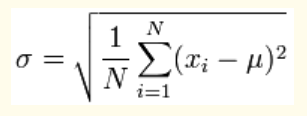 σ = √(1/N ∑_{i=1}^{N} (x_i − μ)²)